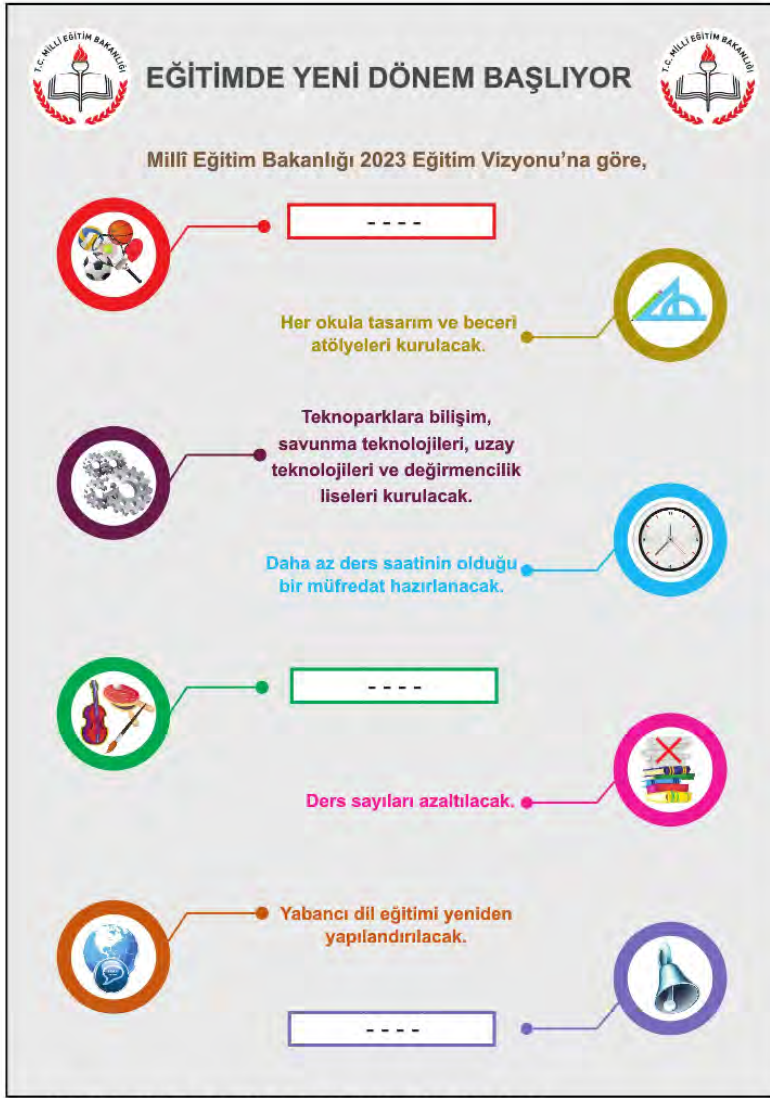 T.C. MİLLÎ EĞİTİM BAKANLIĞI
EĞİTİMDE YENİ DÖNEM BAŞLIYOR
T.C. MİLLÎ EĞİTİM BAKANLIĞI
Millî Eğitim Bakanlığı 2023 Eğitim Vizyonu’na göre,
- - - -
Her okula tasarım ve beceri
atölyeleri kurulacak.
Teknoparklara bilişim,
savunma teknolojileri, uzay
teknolojileri ve değirmencilik
liseleri kurulacak.
Daha az ders saatinin olduğu
bir müfredat hazırlanacak.
- - - -
Ders sayıları azaltılacak.
Yabancı dil eğitimi yeniden
yapılandırılacak.
- - - -